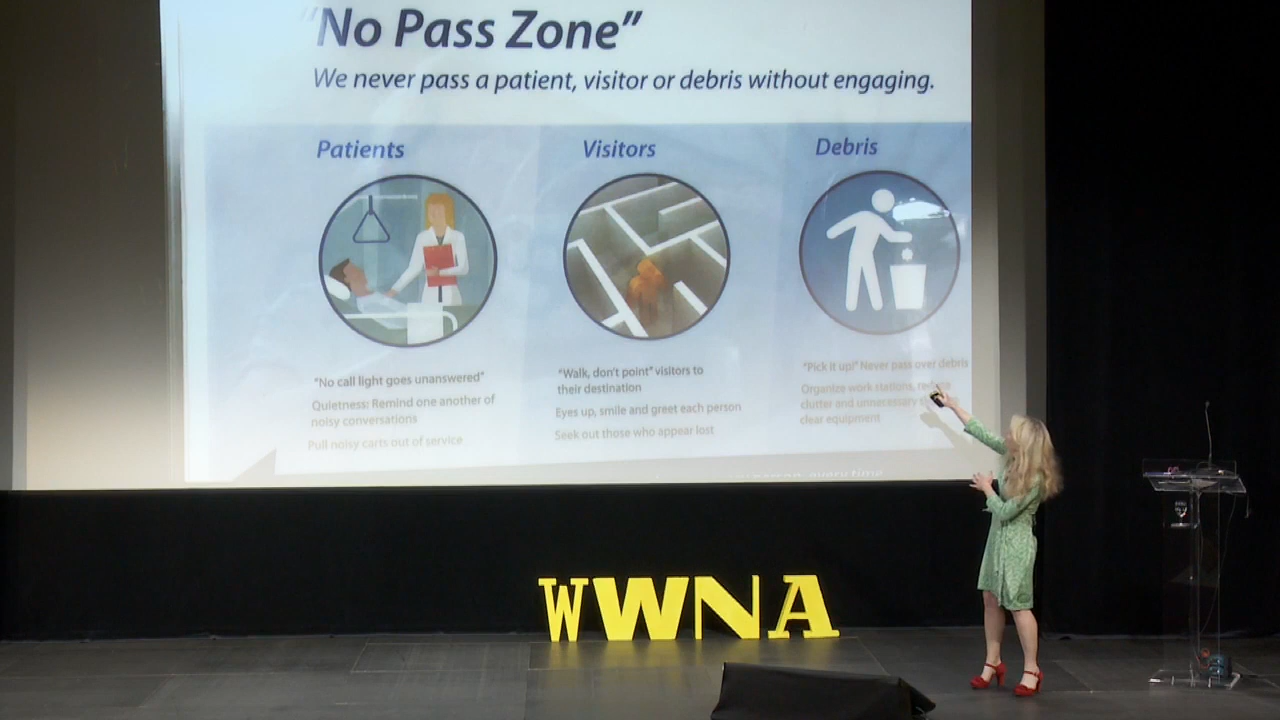 "No Pass Zone"
We never pass a patient, visitor or debris without engaging.
Patients
"No call light goes unanswered"
Quietness: Remind one another of
noisy conversations
Pull noisy carts out of service
Visitors
"Walk, don't point" visitors to
their destination
Eyes up, smile and greet each person
Seek out those who appear lost
Debris
"Pick it up!" Never pass over debris
Organize work stations, reduce
clutter and unnecessary
clear equipment
person, every time
WWNA